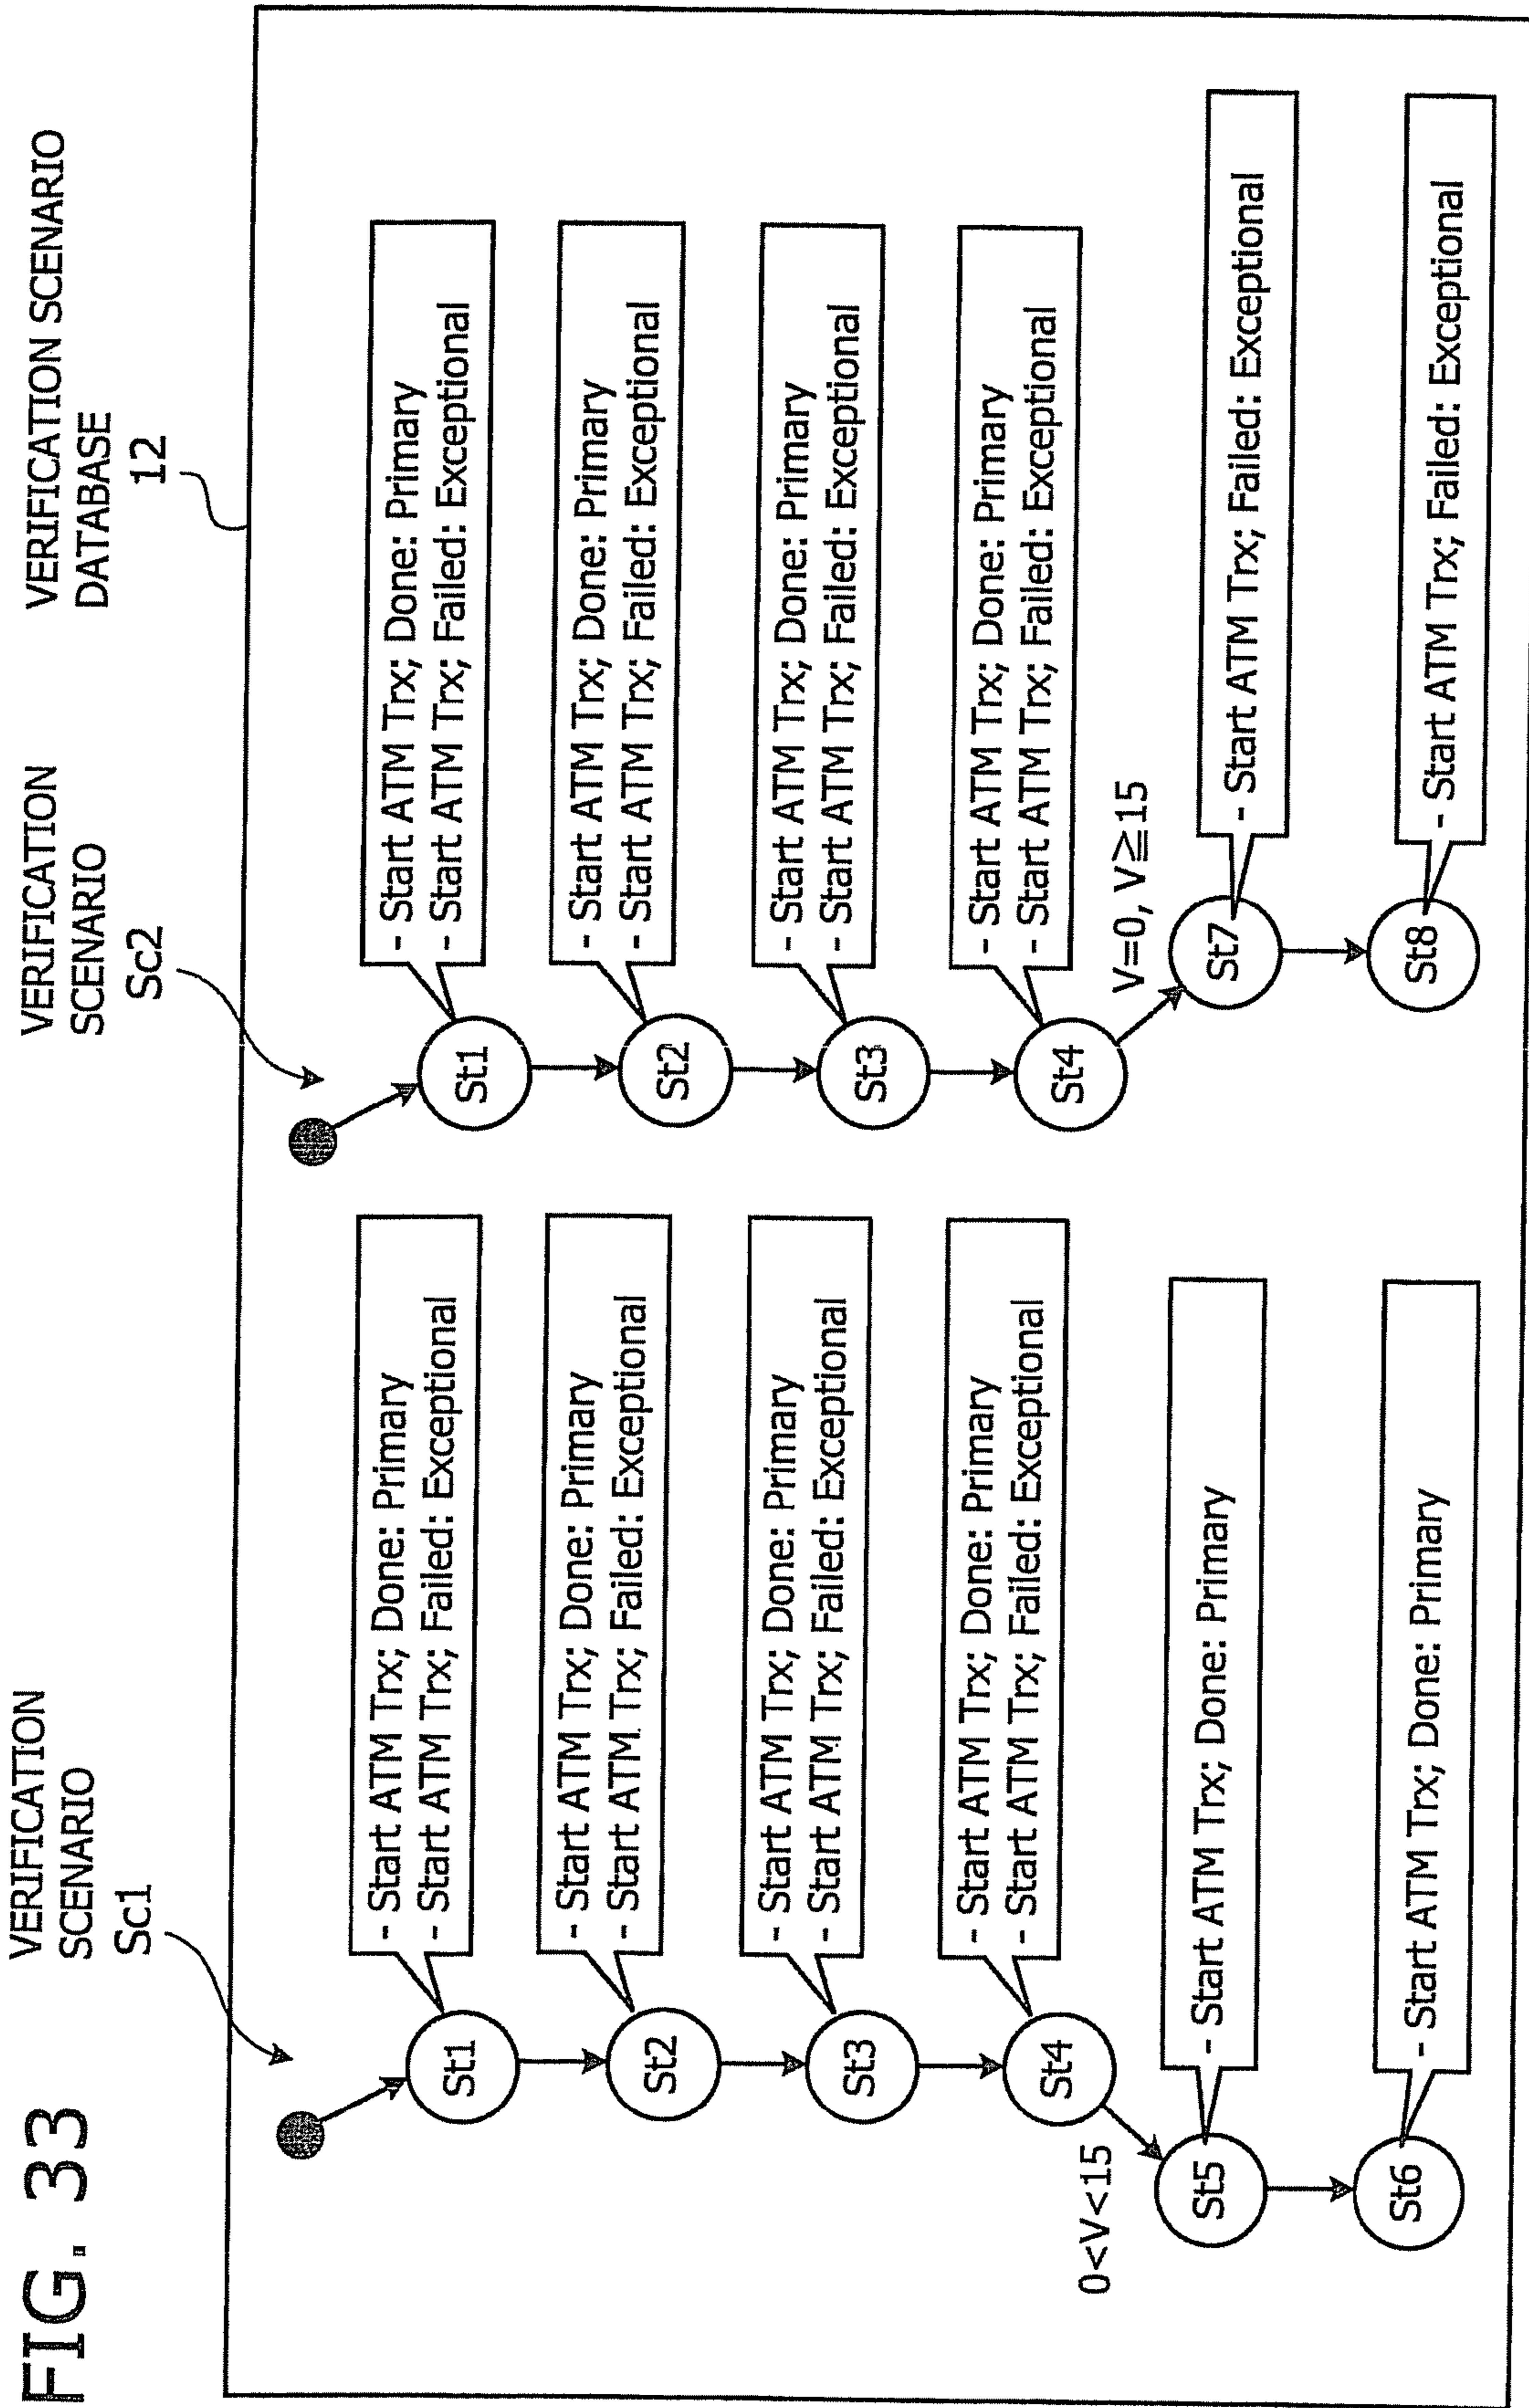 FIG. 33
VERIFICATION
SCENARIO
Sc1
VERIFICATION
SCENARIO
Sc2
VERIFICATION SCENARIO
DATABASE
12
St1
- Start ATM Trx; Done: Primary
- Start ATM Trx; Failed: Exceptional
St2
- Start ATM Trx; Done: Primary
- Start ATM Trx; Failed: Exceptional
St3
- Start ATM Trx; Done: Primary
- Start ATM Trx; Failed: Exceptional
St4
- Start ATM Trx; Done: Primary
- Start ATM Trx; Failed: Exceptional
0<V<15
St5
- Start ATM Trx; Done: Primary
St6
- Start ATM Trx; Done: Primary
St1
- Start ATM Trx; Done: Primary
- Start ATM Trx; Failed: Exceptional
St2
- Start ATM Trx; Done: Primary
- Start ATM Trx; Failed: Exceptional
St3
- Start ATM Trx; Done: Primary
- Start ATM Trx; Failed: Exceptional
St4
- Start ATM Trx; Done: Primary
- Start ATM Trx; Failed: Exceptional
V=0, V≧15
St7
- Start ATM Trx; Failed: Exceptional
St8
- Start ATM Trx; Failed: Exceptional